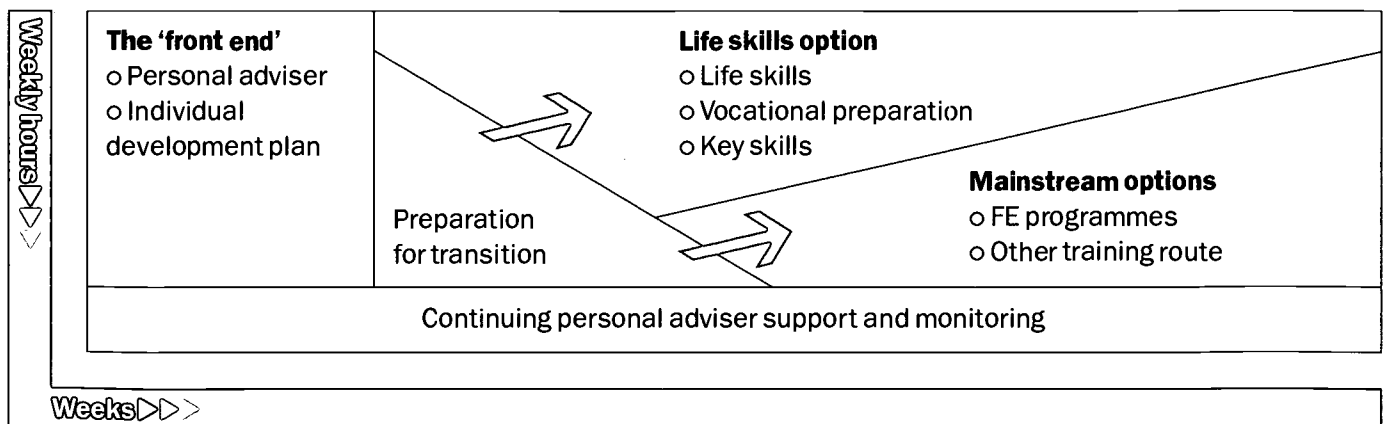 Weekly hours
The ‘front end’
o Personal adviser
o Individual
development plan
Preparation
for transition
Life skills option
o Life skills
o Vocational preparation
o Key skills
Mainstream options
o FE programmes
o Other training route
Continuing personal adviser support and monitoring
Weeks